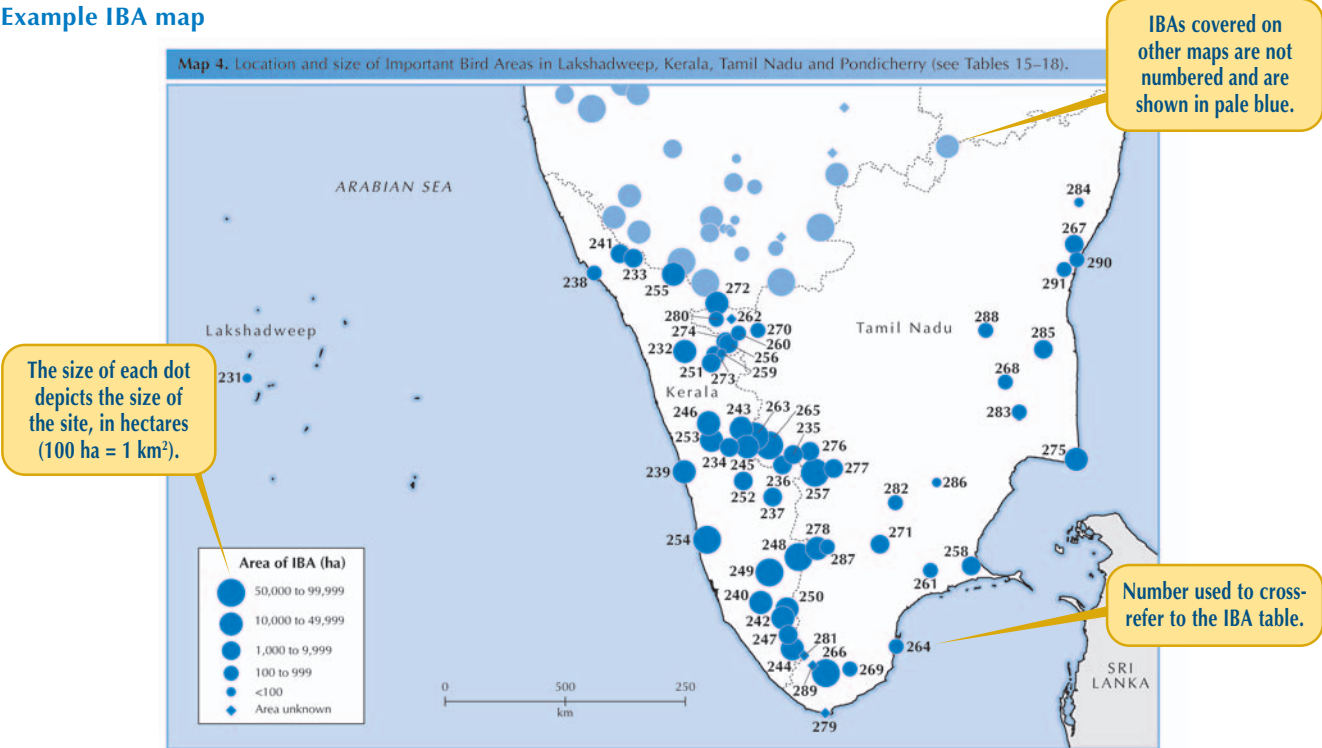 Example IBA map
IBAs covered on
other maps are not
numbered and are
shown in pale blue.
Map 4. Location and size of Important Bird Areas in Lakshadweep, Kerala, Tamil Nadu and Pondicherry (see Tables 15–18).
ARABIAN SEA
284
241
267
238
233
290
255
291
272
280
262
Lakshadweep
274
270
Tamil Nadu
288
260
285
232
256
The size of each dot
depicts the size of
the site, in hectares
(100 ha = 1 km²).
231
251
259
273
268
Kerala
283
246
243
263
265
235
253
276
275
234
245
239
236
277
252
257
286
237
282
254
278
248
271
258
287
Area of IBA (ha)
249
261
50,000 to 99,999
240
250
Number used to cross-
refer to the IBA table.
10,000 to 49,999
242
247
1,000 to 9,999
281
264
244
266
100 to 999
269
SRI
LANKA
<100
289
0
500
250
Area unknown
km
279